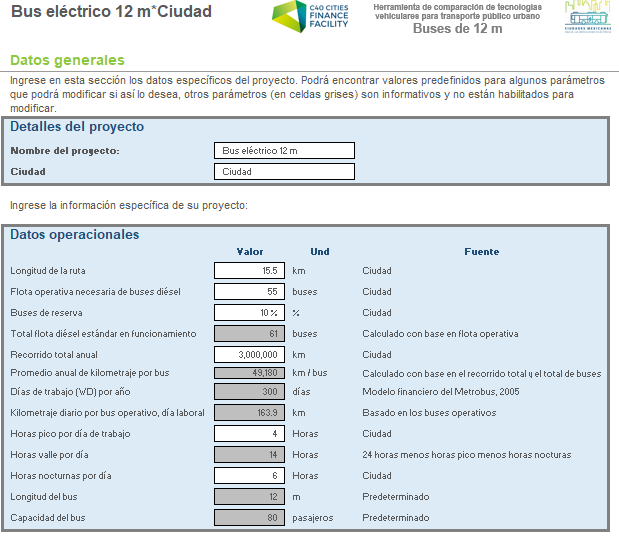 Bus eléctrico 12 m*Ciudad
C40 CITIES
FINANCE
FACILITY
Herramienta de comparación de tecnologías
vehiculares para transporte público urbano
Buses de 12 m
CIUDADES MEXICANAS
Datos generales
Ingrese en esta sección los datos específicos del proyecto. Podrá encontrar valores predefinidos para algunos parámetros
que podrá modificar si así lo desea, otros parámetros (en celdas grises) son informativos y no están habilitados para
modificar.
Detalles del proyecto
Nombre del proyecto: Bus eléctrico 12 m
Ciudad Ciudad
Ingrese la información específica de su proyecto:
Datos operacionales
Valor Und Fuente
Longitud de la ruta 15.5 km Ciudad
Flota operativa necesaria de buses diésel 55 buses Ciudad
Buses de reserva 10% % Ciudad
Total flota diésel estándar en funcionamiento 61 buses Calculado con base en flota operativa
Recorrido total anual 3,000,000 km Ciudad
Promedio anual de kilometraje por bus 49,180 km / bus Calculado con base en el recorrido total y el total de buses
Días de trabajo (WD) por año 300 días Modelo financiero del Metrobus, 2005
Kilometraje diario por bus operativo, día laboral 163.9 km Basado en los buses operativos
Horas pico por día de trabajo 4 Horas Ciudad
Horas valle por día 14 Horas 24 horas menos horas pico menos horas nocturas
Horas nocturnas por día 6 Horas Ciudad
Longitud del bus 12 m Predeterminado
Capacidad del bus 80 pasajeros Predeterminado